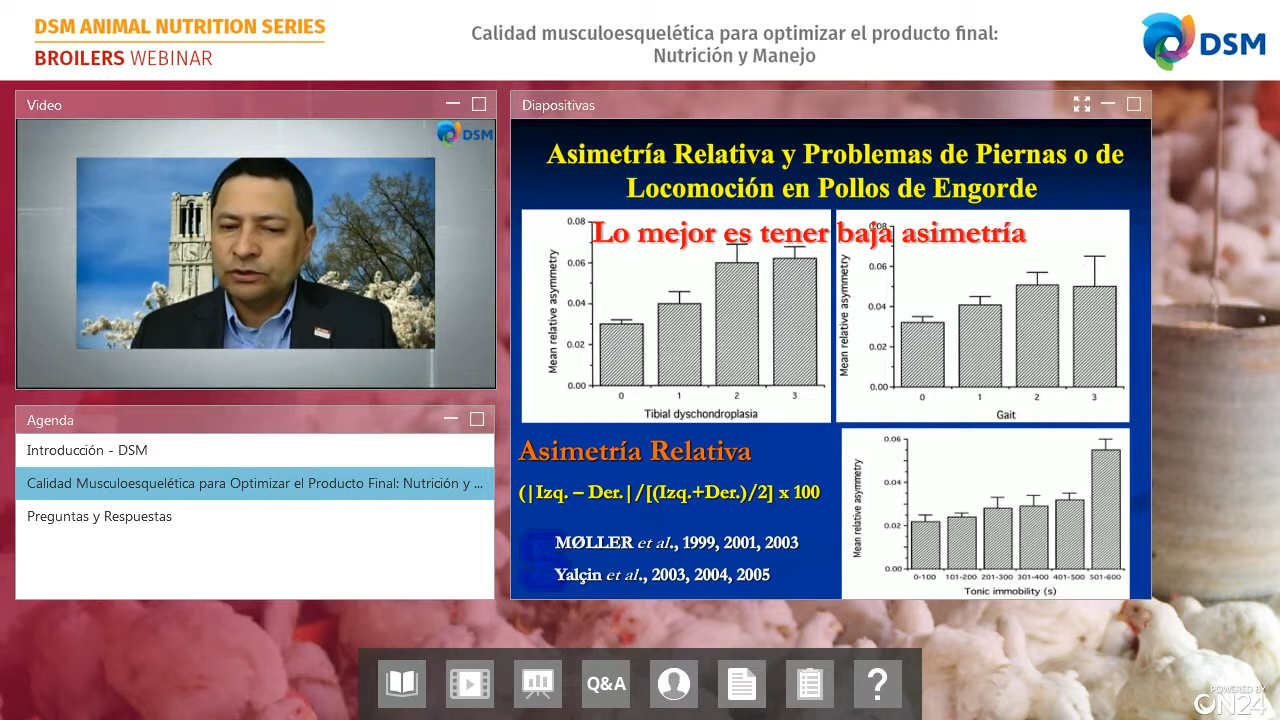 DSM ANIMAL NUTRITION SERIES
BROILERS WEBINAR
Calidad musculoesquelética para optimizar el producto final:
Nutrición y Manejo
DSM
Video
DSM
Agenda
Introducción - DSM
Calidad Musculoesquelética para Optimizar el Producto Final: Nutrición y ...
Preguntas y Respuestas
Diapositivas
Asimetría Relativa y Problemas de Piernas o de
Locomoción en Pollos de Engorde
Lo mejor es tener baja asimetría
Mean relative asymmetry
0.08
0.06
0.04
0.02
0.00
0 1 2 3
Tibial dyschondroplasia
Mean relative asymmetry
0.08
0.06
0.04
0.02
0.00
0 1 2 3
Gait
Asimetría Relativa
(|Izq. – Der.|/[(Izq.+Der.)/2] x 100
MØLLER et al., 1999, 2001, 2003
Yalçin et al., 2003, 2004, 2005
Mean relative asymmetry
0.06
0.04
0.02
0.00
0-100 101-200 201-300 301-400 401-500 501-600
Tonic immobility (s)
Q&A
?
POWERED BY
ON24